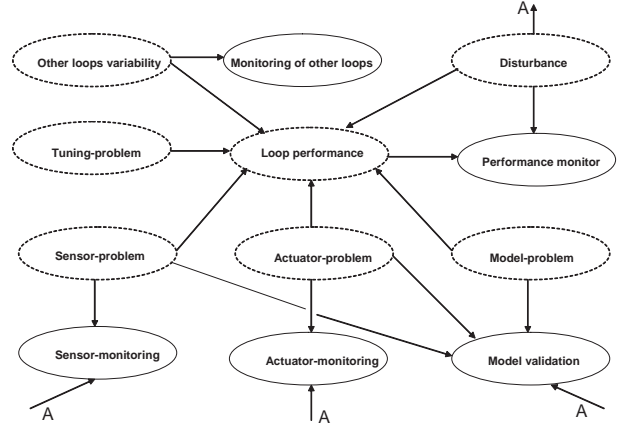 A
Other loops variability
Monitoring of other loops
Disturbance
Tuning-problem
Loop performance
Performance monitor
Sensor-problem
Actuator-problem
Model-problem
Sensor-monitoring
Actuator-monitoring
Model validation
A
A
A